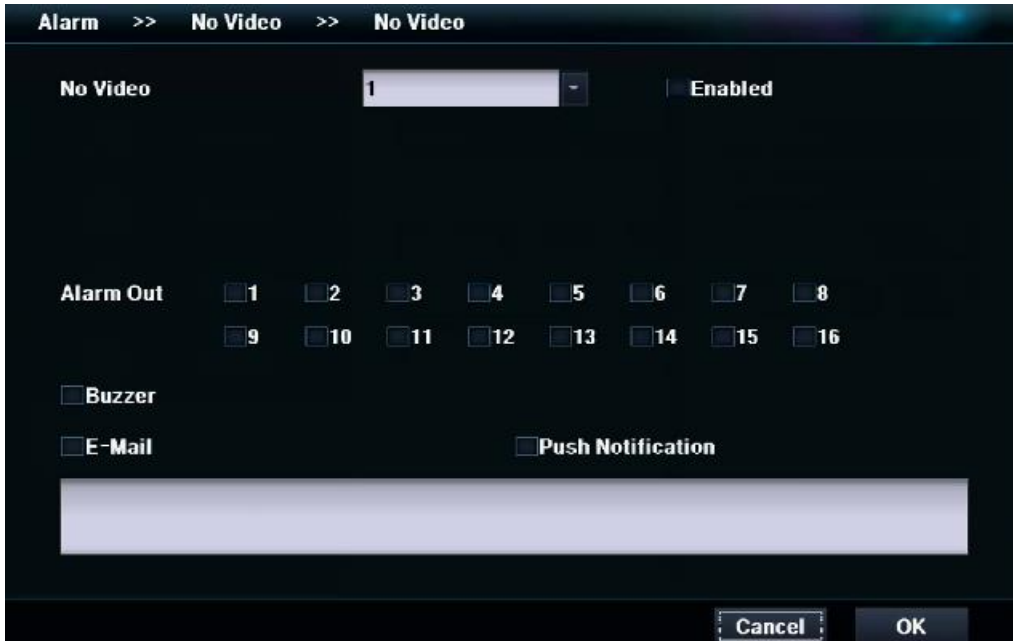 Alarm >> No Video >> No Video
No Video 1 Enabled
Alarm Out 1 2 3 4 5 6 7 8
9 10 11 12 13 14 15 16
Buzzer
E-Mail Push Notification
Cancel OK